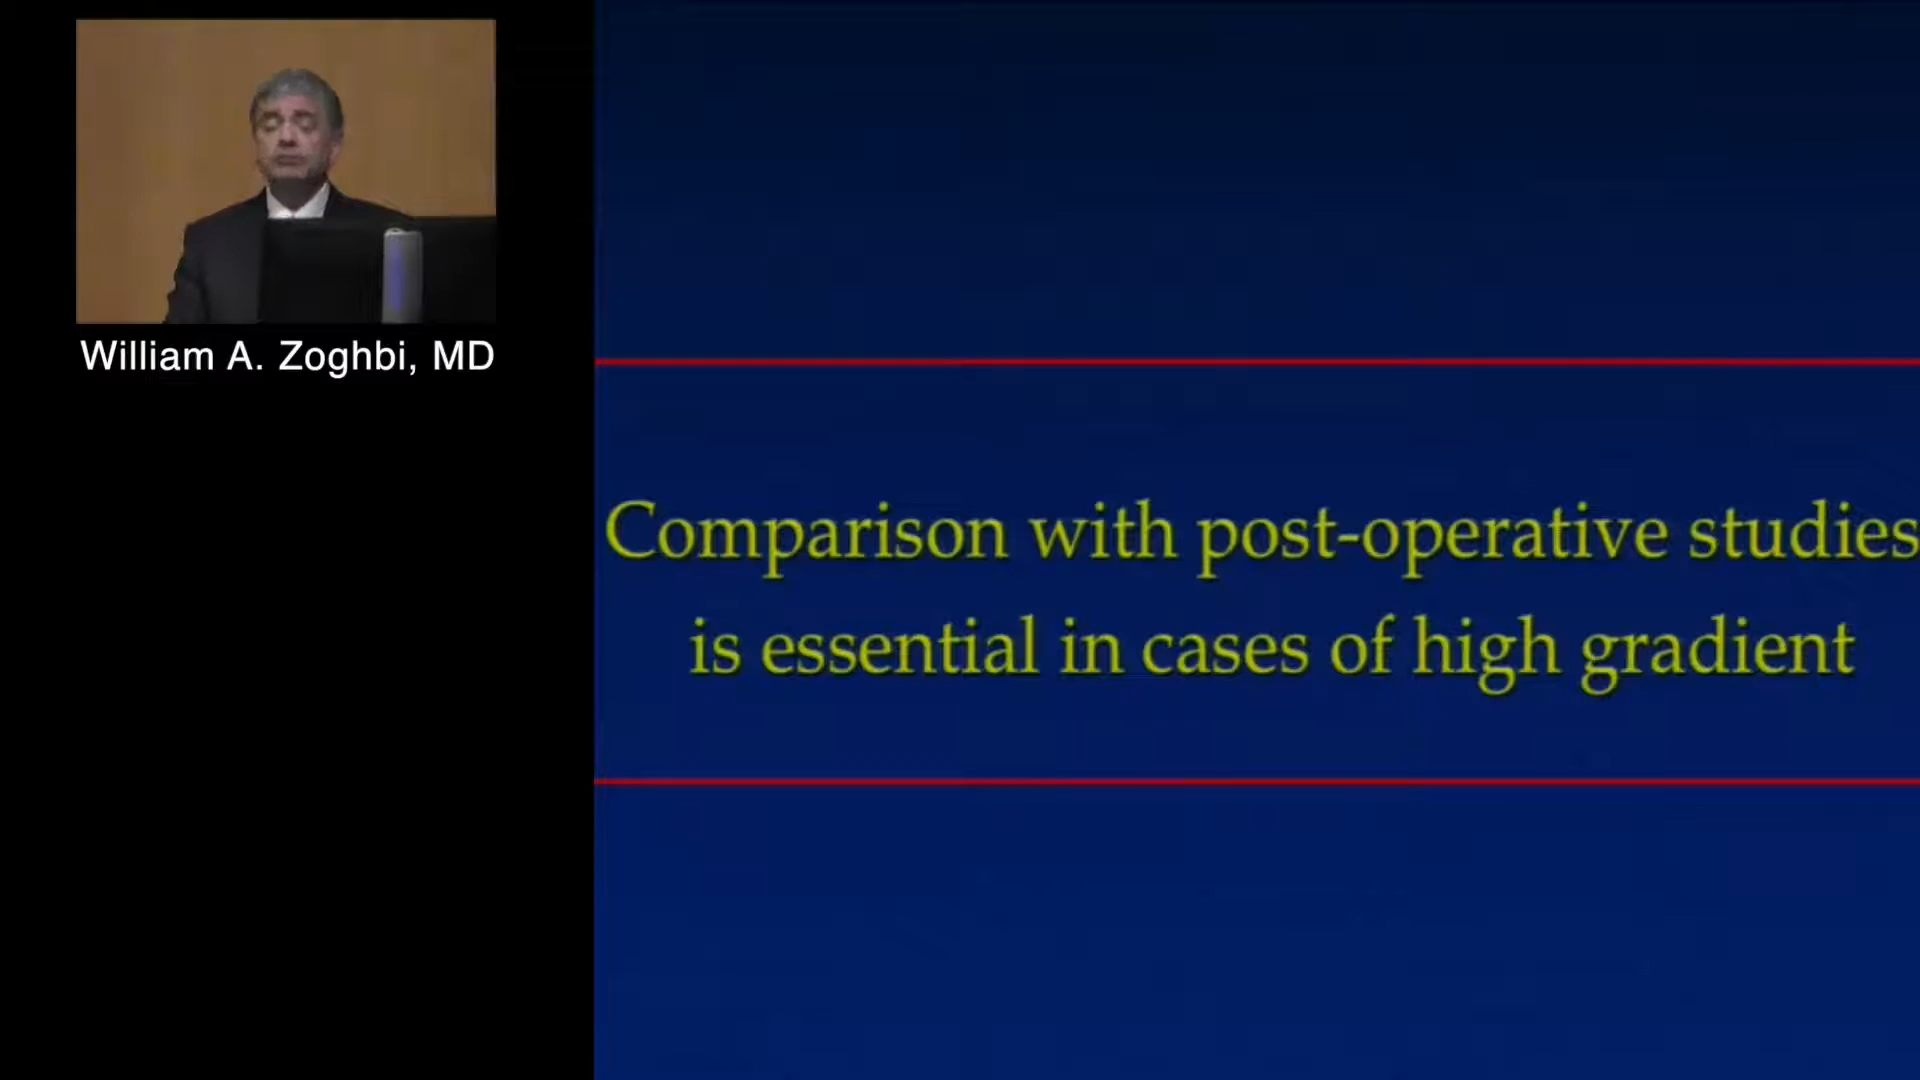 William A. Zoghbi, MD
Comparison with post-operative studies
is essential in cases of high gradient